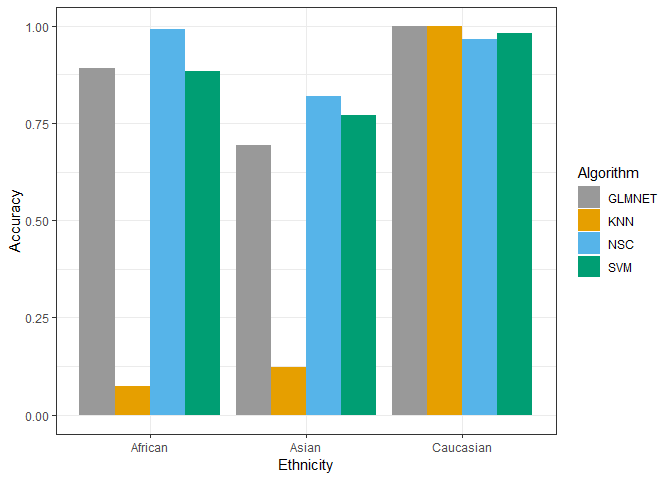 1.00
0.75
0.50
0.25
0.00
Accuracy
African Asian Caucasian
Ethnicity
Algorithm
GLMNET
KNN
NSC
SVM